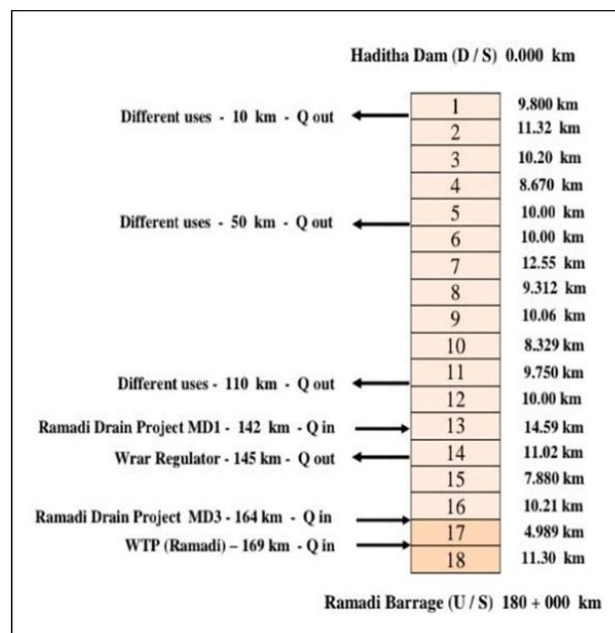 Haditha Dam (D / S) 0.000 km
Different uses - 10 km - Q out
1 9.800 km
2 11.32 km
3 10.20 km
4 8.670 km
Different uses - 50 km - Q out
5 10.00 km
6 10.00 km
7 12.55 km
8 9.312 km
9 10.06 km
10 8.329 km
Different uses - 110 km - Q out
11 9.750 km
12 10.00 km
Ramadi Drain Project MD1 - 142 km - Q in
13 14.59 km
Wrar Regulator - 145 km - Q out
14 11.02 km
15 7.880 km
16 10.21 km
Ramadi Drain Project MD3 - 164 km - Q in
17 4.989 km
WTP (Ramadi) – 169 km - Q in
18 11.30 km
Ramadi Barrage (U / S) 180 + 000 km